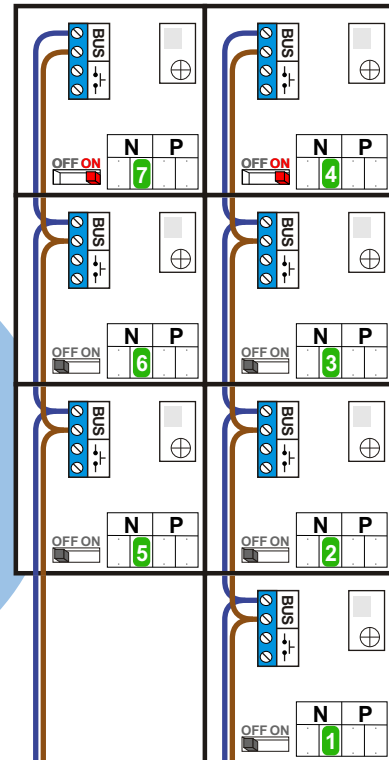 BUS
N P
OFF ON
7
BUS
N P
OFF ON
4
BUS
N P
OFF ON
6
BUS
N P
OFF ON
3
BUS
N P
OFF ON
5
BUS
N P
OFF ON
2
BUS
N P
OFF ON
1